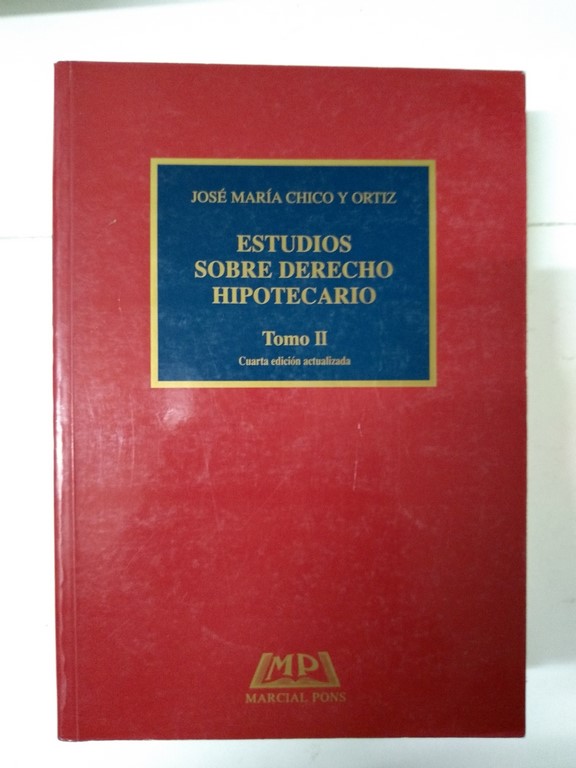 JOSÉ MARÍA CHICO Y ORTIZ
ESTUDIOS
SOBRE DERECHO
HIPOTECARIO
Tomo II
Cuarta edición actualizada
MP
MARCIAL PONS